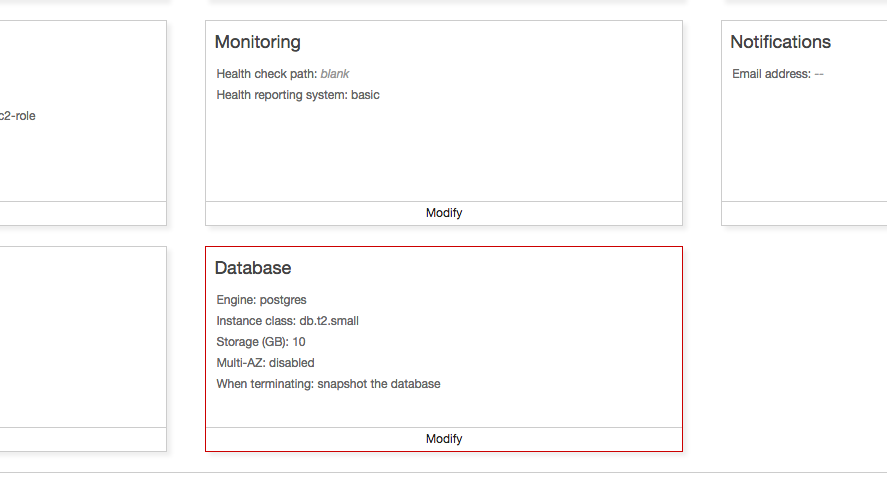 c2-role
Monitoring
Health check path: blank
Health reporting system: basic
Modify
Notifications
Email address: --
Database
Engine: postgres
Instance class: db.t2.small
Storage (GB): 10
Multi-AZ: disabled
When terminating: snapshot the database
Modify